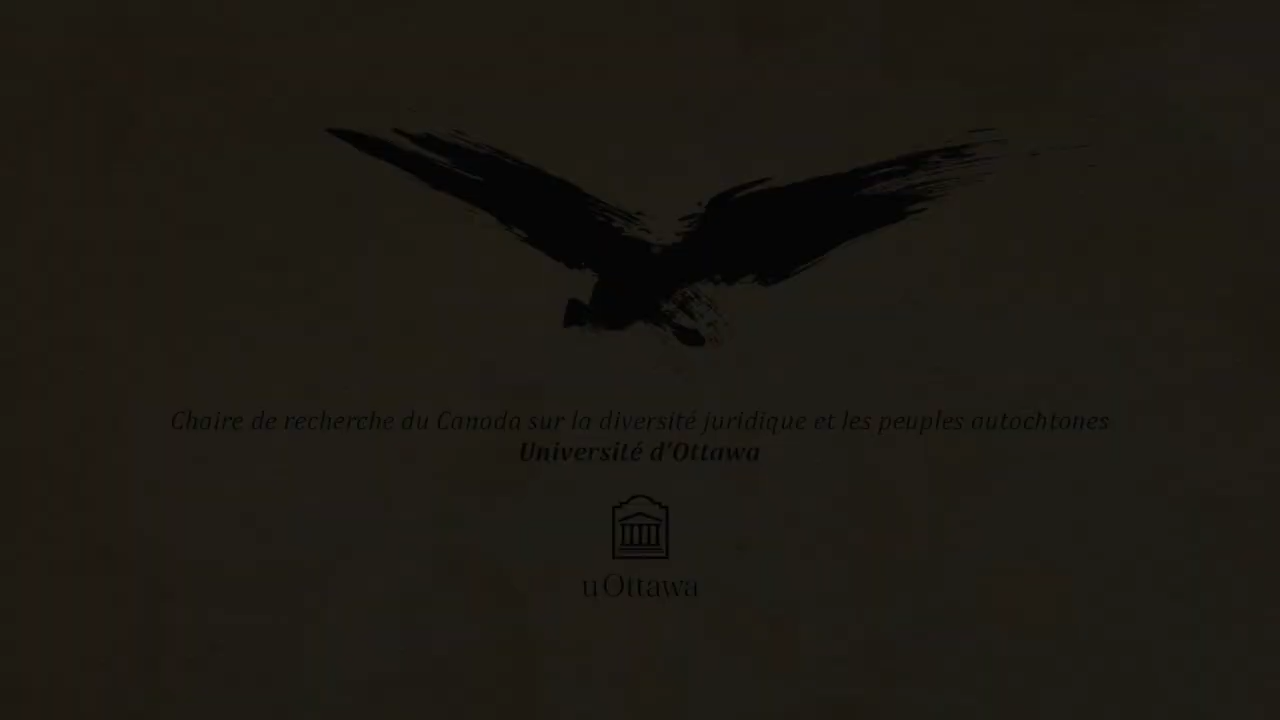 Chaire de recherche du Canada sur la diversité juridique et les peuples autochtones
Université d'Ottawa
uOttawa